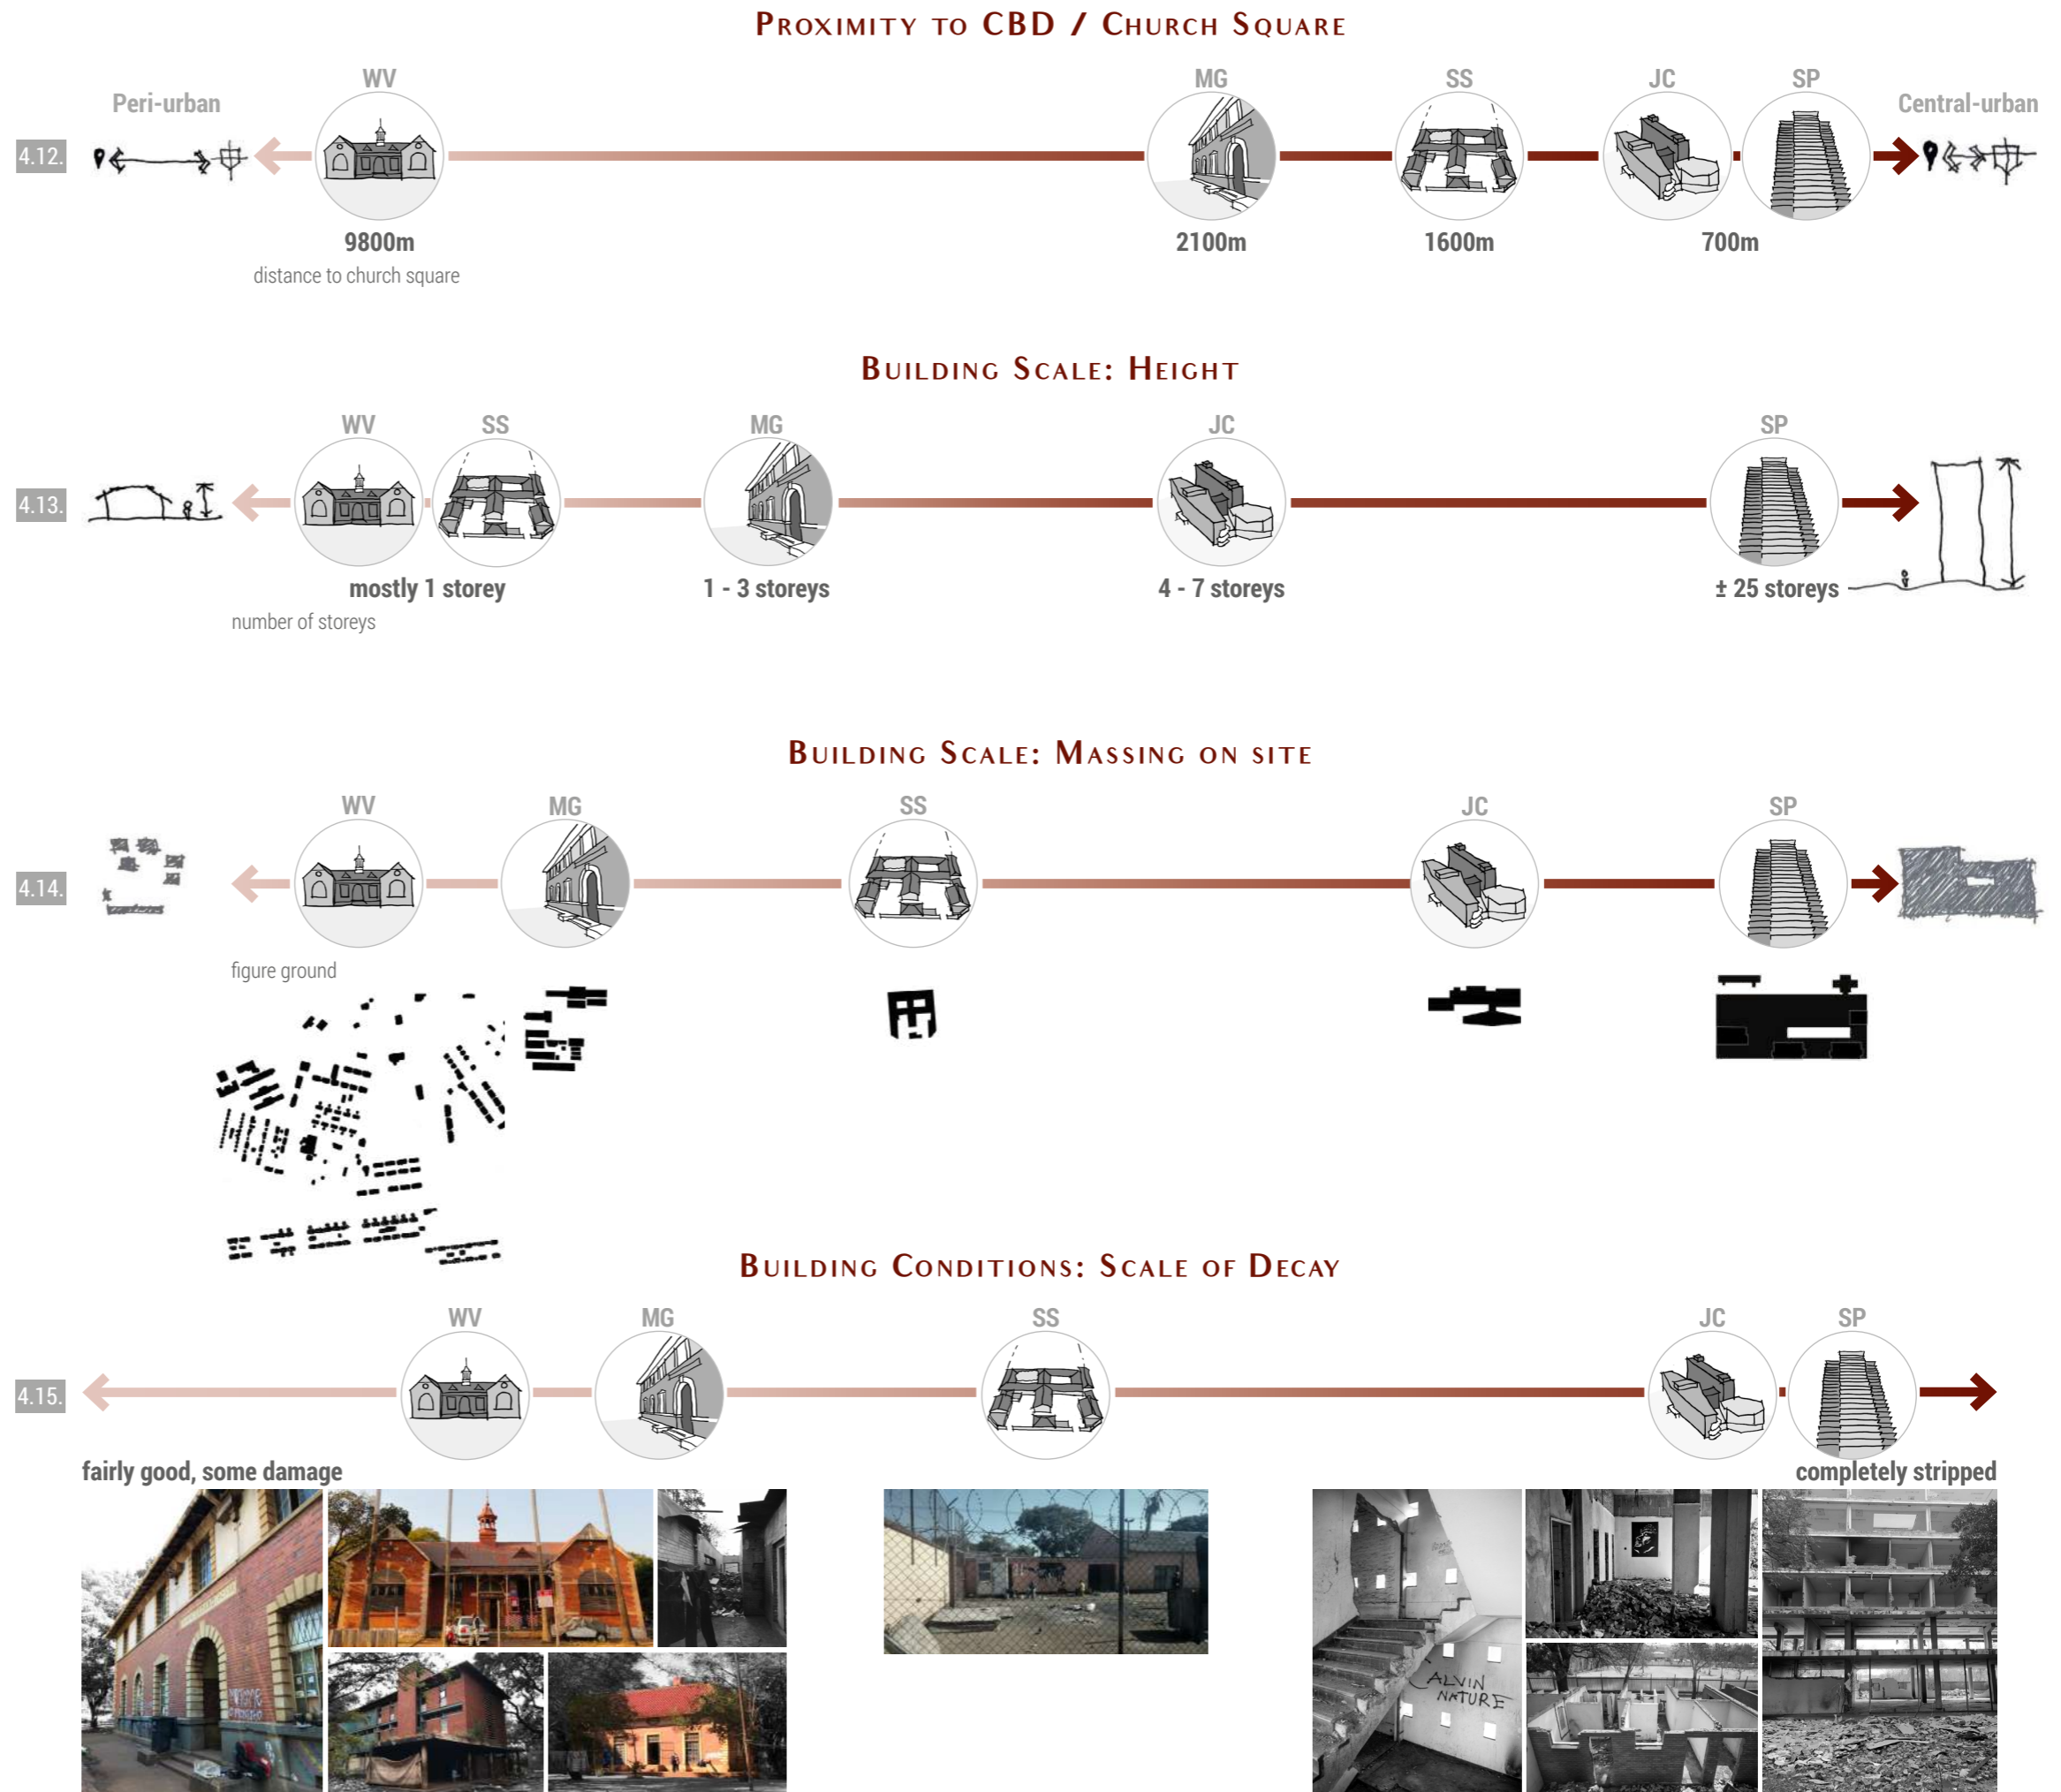 PROXIMITY TO CBD / CHURCH SQUARE
WV MG SS JC SP
Peri-urban Central-urban
4.12.
9800m 2100m 1600m 700m
distance to church square
BUILDING SCALE: HEIGHT
WV SS MG JC SP
4.13.
mostly 1 storey 1 - 3 storeys 4 - 7 storeys ± 25 storeys
number of storeys
BUILDING SCALE: MASSING ON SITE
WV MG SS JC SP
4.14.
figure ground
BUILDING CONDITIONS: SCALE OF DECAY
WV MG SS JC SP
4.15.
fairly good, some damage completely stripped
ALVIN
NATURE